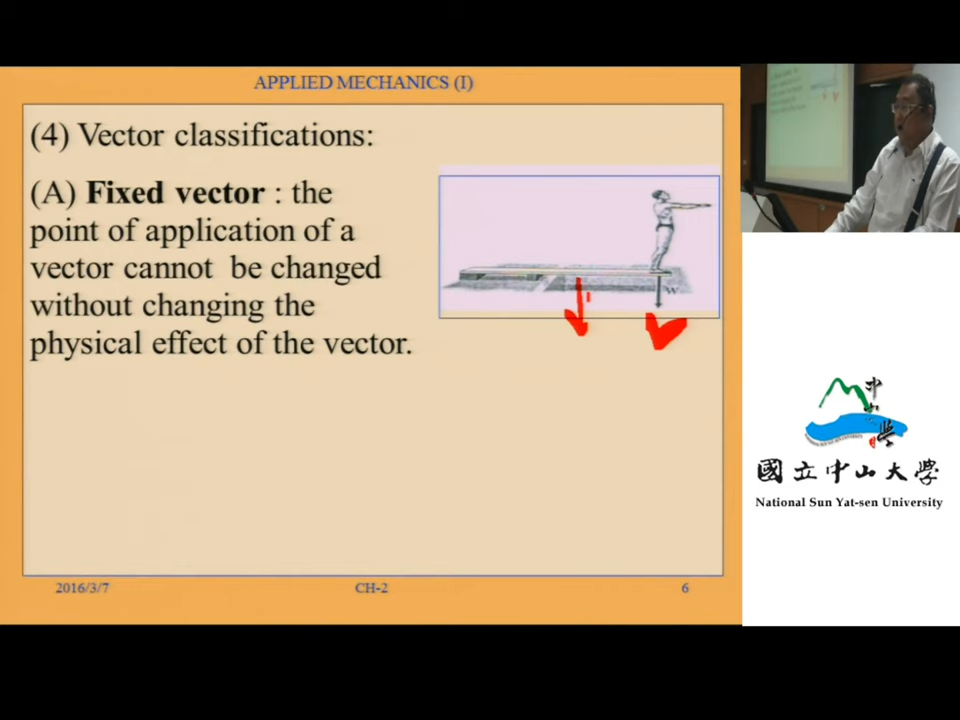 APPLIED MECHANICS (I)
(4) Vector classifications:
(A) Fixed vector : the
point of application of a
vector cannot be changed
without changing the
physical effect of the vector.
W
2016/3/7
CH-2
6
國立中山大學
National Sun Yat-sen University